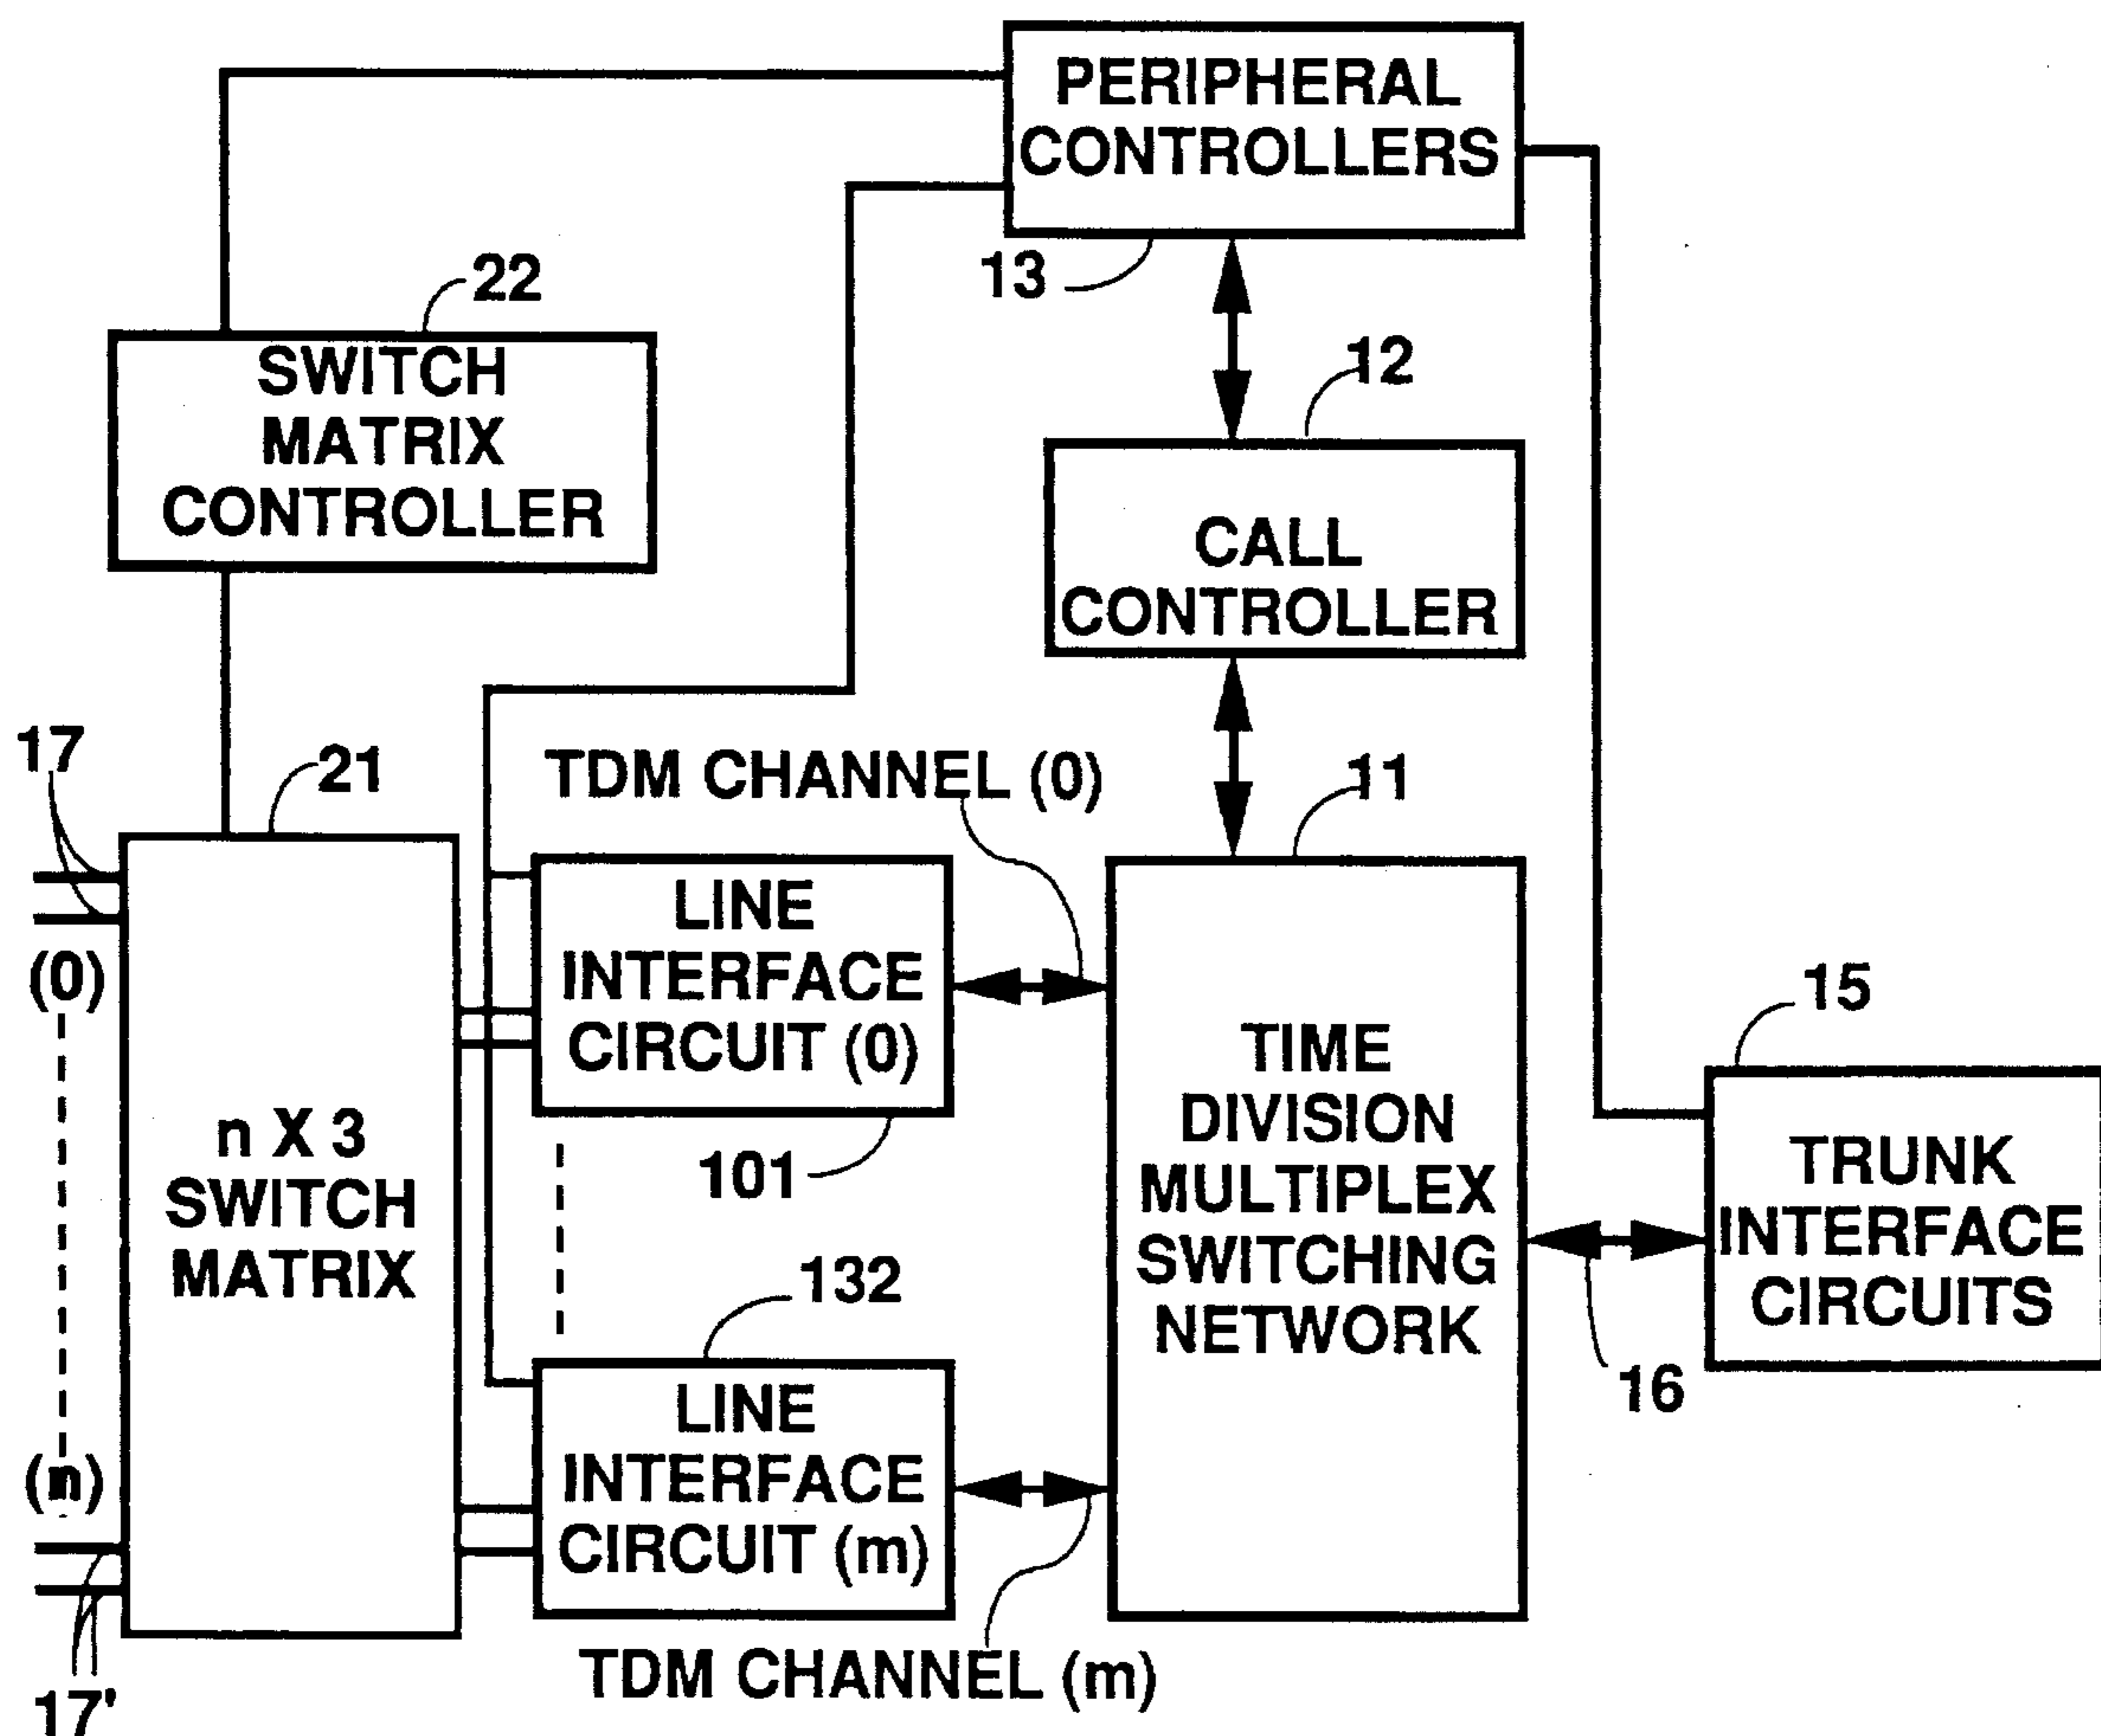 PERIPHERAL
CONTROLLERS
13
22
SWITCH
MATRIX
CONTROLLER
12
CALL
CONTROLLER
17
21
TDM CHANNEL (0)
11
LINE
INTERFACE
CIRCUIT (0)
101
(0)
n X 3
SWITCH
MATRIX
TIME
DIVISION
MULTIPLEX
SWITCHING
NETWORK
15
TRUNK
INTERFACE
CIRCUITS
16
132
LINE
INTERFACE
CIRCUIT (m)
(n)
17'
TDM CHANNEL (m)